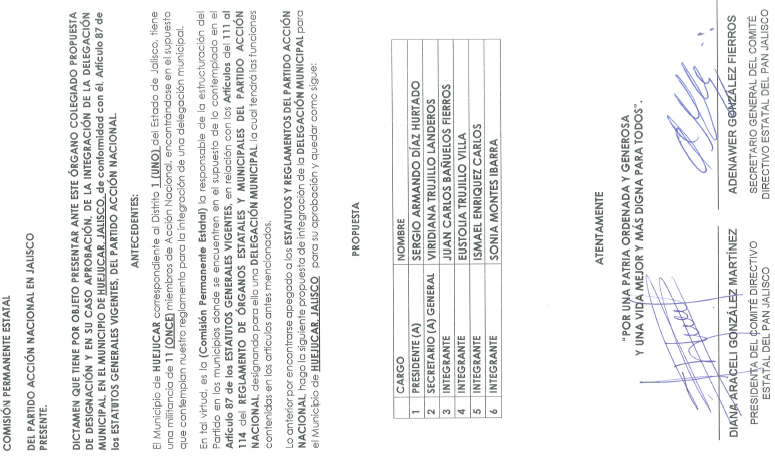 COMISIÓN PERMANENTE ESTATAL
DEL PARTIDO ACCIÓN NACIONAL EN JALISCO
PRESENTE.
DICTAMEN QUE TIENE POR OBJETO PRESENTAR ANTE ESTE ÓRGANO COLEGIADO PROPUESTA
DE DESIGNACIÓN Y EN SU CASO APROBACIÓN, DE LA INTEGRACIÓN DE LA DELEGACIÓN
MUNICIPAL, EN EL MUNICIPIO DE HUEJUCAR, JALISCO, de conformidad con él. Artículo 87 de
los ESTATUTOS GENERALES VIGENTES, DEL PARTIDO ACCIÓN NACIONAL.
ANTECEDENTES:
El Municipio de HUEJUCAR correspondiente al Distrito 1 (UNO) del Estado de Jalisco, tiene
una militancia de 11 (ONCE) miembros de Acción Nacional, encontrándose en el supuesto
que contemplan nuestro reglamento para la integración de una delegación municipal.
En tal virtud, es la (Comisión Permanente Estatal) la responsable de la estructuración del
Partido en los municipios donde se encuentren en el supuesto de lo contemplado en el
Artículo 87 de los ESTATUTOS GENERALES VIGENTES, en relación con los Artículos del 111 al
114 del REGLAMENTO DE ÓRGANOS ESTATALES Y MUNICIPALES DEL PARTIDO ACCIÓN
NACIONAL, designando para ello una DELEGACIÓN MUNICIPAL, la cual tendrá las funciones
contenidas en los artículos antes mencionados.
Lo anterior por encontrarse apegado a los ESTATUTOS Y REGLAMENTOS DEL PARTIDO ACCIÓN
NACIONAL, hago la siguiente propuesta de integración de la DELEGACIÓN MUNICIPAL para
el Municipio de HUEJUCAR, JALISCO para su aprobación y quedar como sigue:
PROPUESTA
CARGO NOMBRE
1 PRESIDENTE (A) SERGIO ARMANDO DÍAZ HURTADO
2 SECRETARIO (A) GENERAL VIRIDIANA TRUJILLO LANDEROS
3 INTEGRANTE JUAN CARLOS BAÑUELOS FIERROS
4 INTEGRANTE EUSTOLIA TRUJILLO VILLA
5 INTEGRANTE ISMAEL ENRIQUEZ CARLOS
6 INTEGRANTE SONIA MONTES IBARRA
ATENTAMENTE
"POR UNA PATRIA ORDENADA Y GENEROSA
Y UNA VIDA MEJOR Y MÁS DIGNA PARA TODOS".
DIANA ARACELI GONZÁLEZ MARTÍNEZ
PRESIDENTA DEL COMITÉ DIRECTIVO
ESTATAL DEL PAN JALISCO
ADENAWER GONZÁLEZ FIERROS
SECRETARIO GENERAL DEL COMITÉ
DIRECTIVO ESTATAL DEL PAN JALISCO